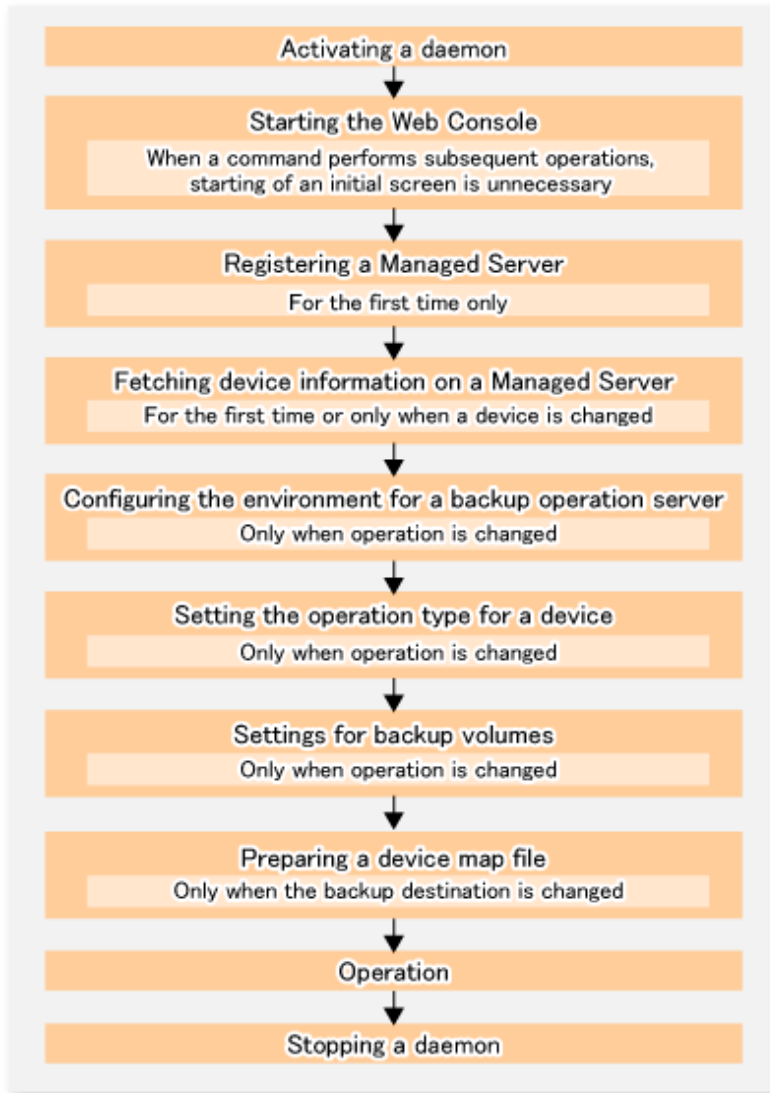 Activating a daemon
Starting the Web Console
When a command performs subsequent operations,
starting of an initial screen is unnecessary
Registering a Managed Server
For the first time only
Fetching device information on a Managed Server
For the first time or only when a device is changed
Configuring the environment for a backup operation server
Only when operation is changed
Setting the operation type for a device
Only when operation is changed
Settings for backup volumes
Only when operation is changed
Preparing a device map file
Only when the backup destination is changed
Operation
Stopping a daemon